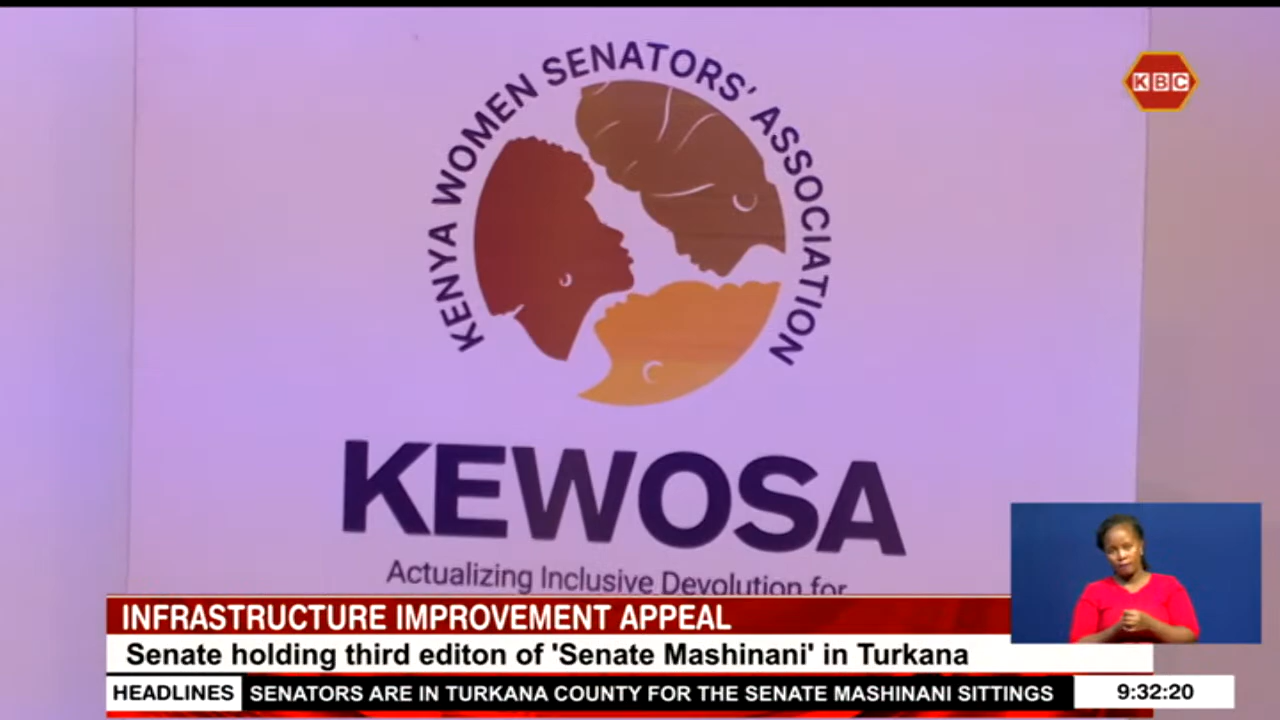 KENYA WOMEN SENATORS' ASSOCIATION
KBC
KEWOSA
Actualizing Inclusive Devolution for
INFRASTRUCTURE IMPROVEMENT APPEAL
Senate holding third editon of 'Senate Mashinani' in Turkana
HEADLINES SENATORS ARE IN TURKANA COUNTY FOR THE SENATE MASHINANI SITTINGS 9:32:20